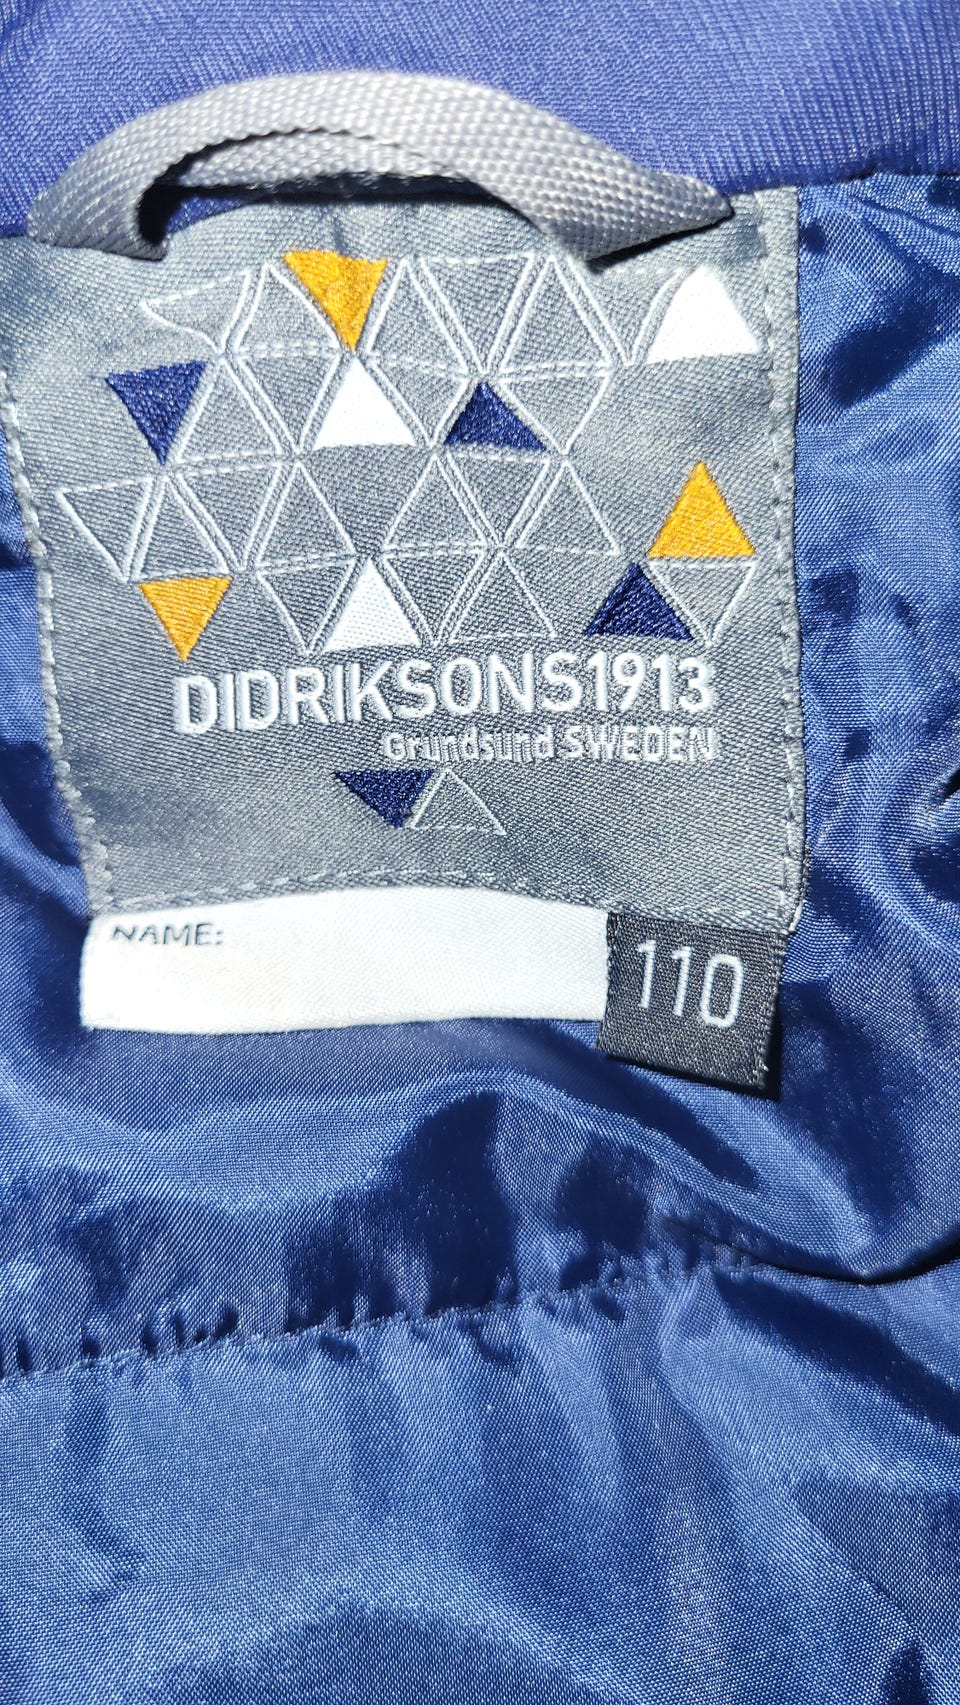 DIDRIKSONS1913
Grundsund SWEDEN
NAME:
110